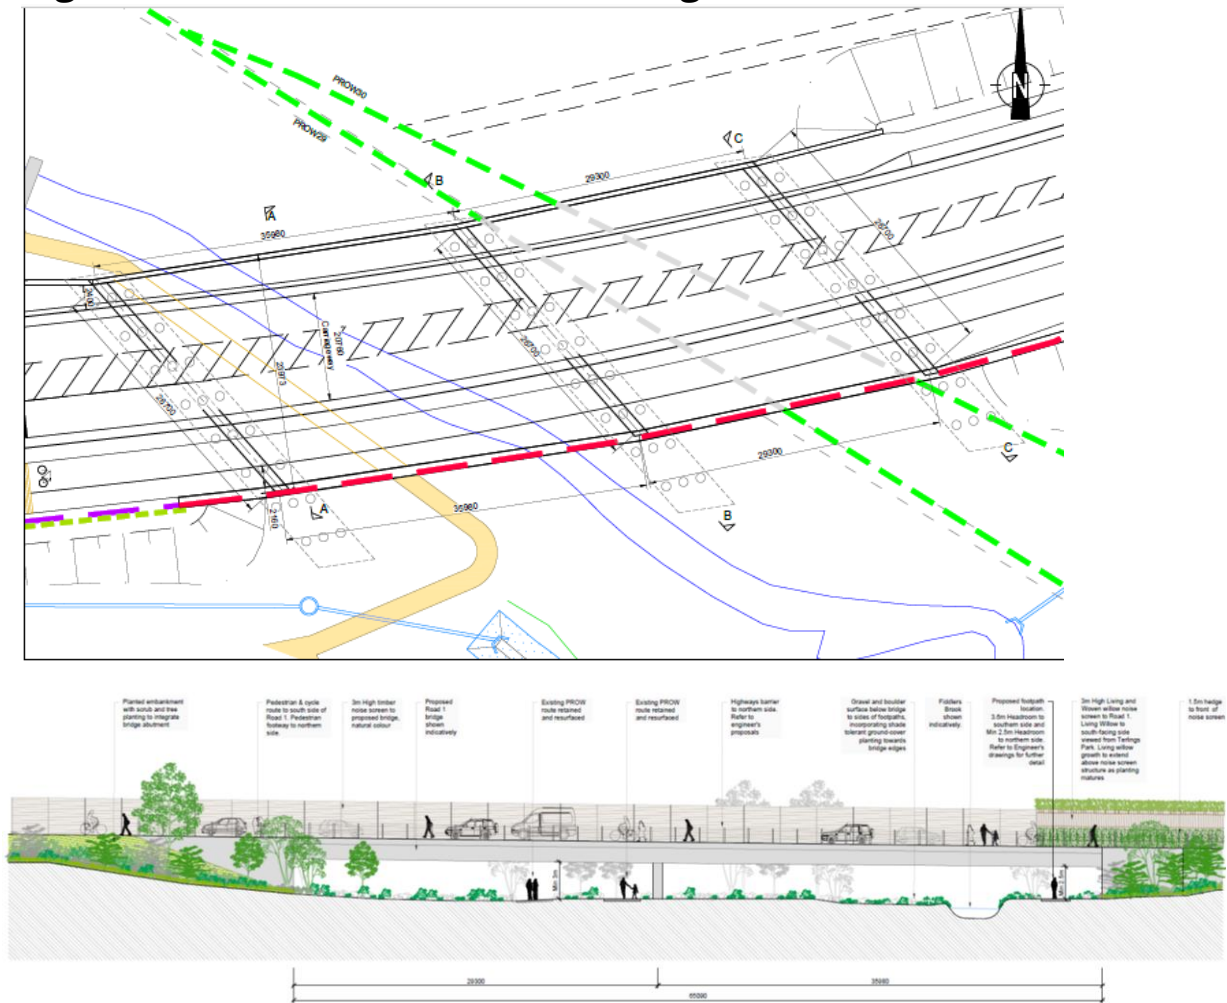 PROW30
PROW29
N
C
B
A
29300
35980
26700
2400
20760
Carriageway
26700
26700
29300
C
35980
B
A
2160
Planted embankment
with scrub and tree
planting to integrate
bridge abutment
Pedestrian & cycle
route to south side of
Road 1. Pedestrian
footway to northern
side.
3m High timber
noise screen to
proposed bridge,
natural colour
Proposed
Road 1
bridge
shown
indicatively
Existing PROW
route retained
and resurfaced
Existing PROW
route retained
and resurfaced
Highways barrier
to northern side.
Refer to
engineer's
proposals
Gravel and boulder
surface below bridge
to sides of footpaths,
incorporating shade
tolerant ground-cover
planting towards
bridge edges
Fiddlers
Brook
shown
indicatively.
Proposed footpath
location.
3.6m Headroom to
southern side and
Min 2.5m Headroom
to northern side.
Refer to Engineer's
drawings for further
detail
3m High Living and
Woven willow noise
screen to Road 1.
Living Willow to
south-facing side
viewed from Terlings
Park. Living willow
growth to extend
above noise screen
structure as planting
matures
1.5m hedge
to front of
noise screen
Min 3m
29300
35980